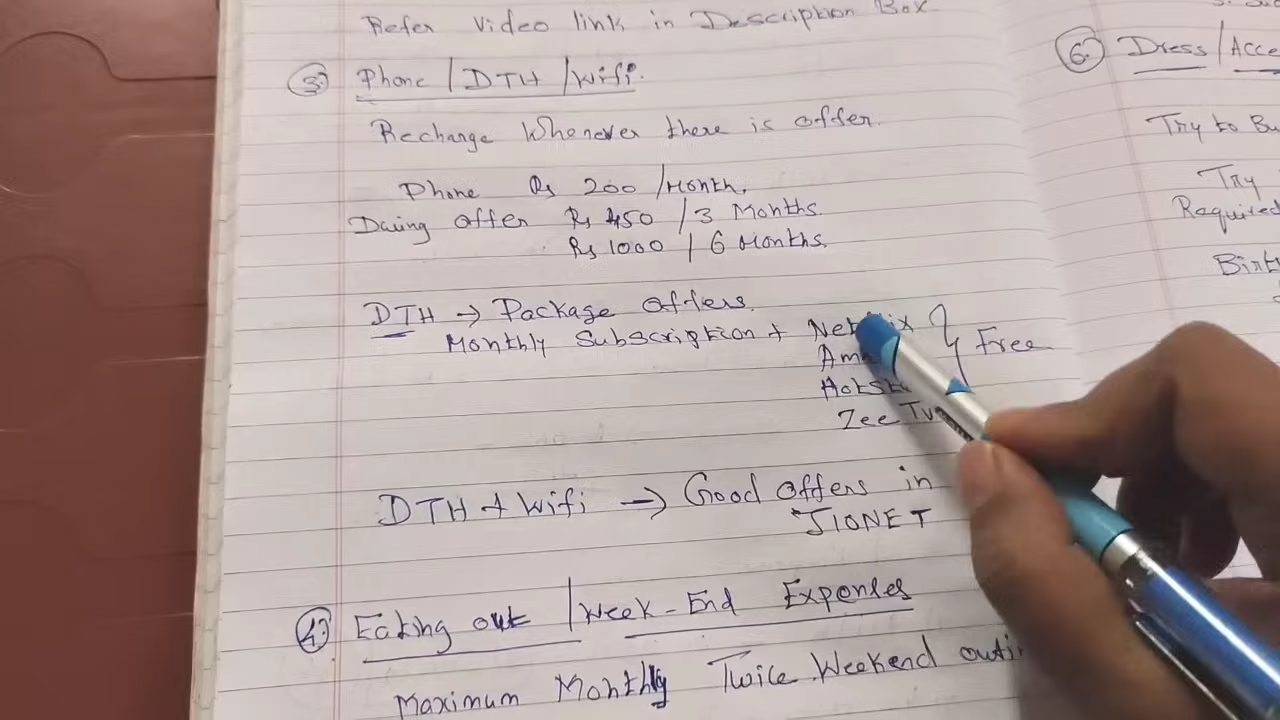 Refer Video link in Description Box
3. Phone / DTH / Wifi.
Rechange Whenever there is offer.
Phone Rs 200 / Month.
Duing offer Rs 450 / 3 Months.
Rs 1000 / 6 Months.
DTH → Package Offers.
Monthly Subscription + Netflix } Free
Zee Tv
DTH + Wifi → Good Offers in
"JIONET
4. Eating out / Week-End Expenses
Maximum Monthly Twice Weekend
6. Dress / Acce
Try to Bu
Try
Required